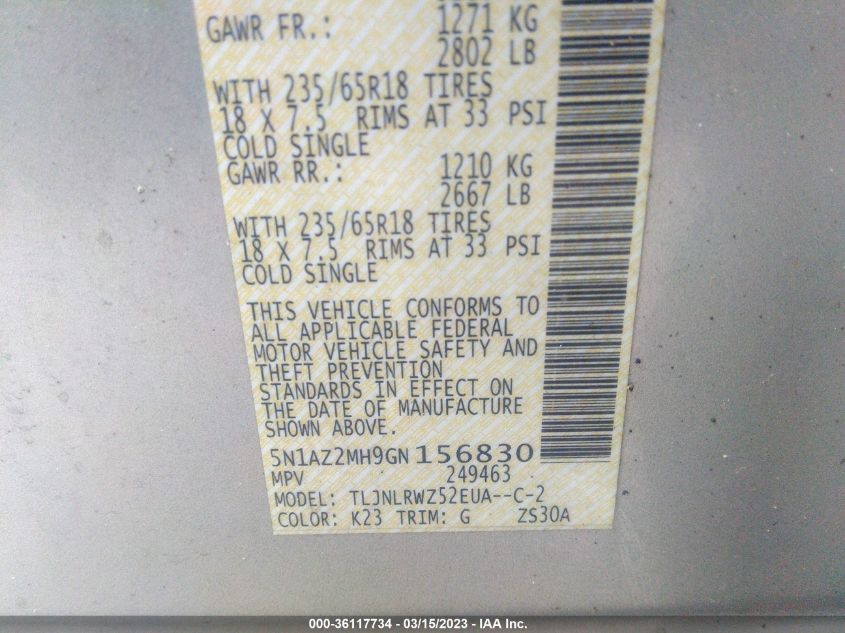 GAWR FR.: 1271 KG
2802 LB
WITH 235/65R18 TIRES
18 X 7.5 RIMS AT 33 PSI
COLD SINGLE
GAWR RR.: 1210 KG
2667 LB
WITH 235/65R18 TIRES
18 X 7.5 RIMS AT 33 PSI
COLD SINGLE
THIS VEHICLE CONFORMS TO
ALL APPLICABLE FEDERAL
MOTOR VEHICLE SAFETY AND
THEFT PREVENTION
STANDARDS IN EFFECT ON
THE DATE OF MANUFACTURE
SHOWN ABOVE.
5N1AZ2MH9GN156830
MPV 249463
MODEL: TLJNLRWZ52EUA--C-2
COLOR: K23 TRIM: G ZS30A
000-36117734 - 03/15/2023 - IAA Inc.